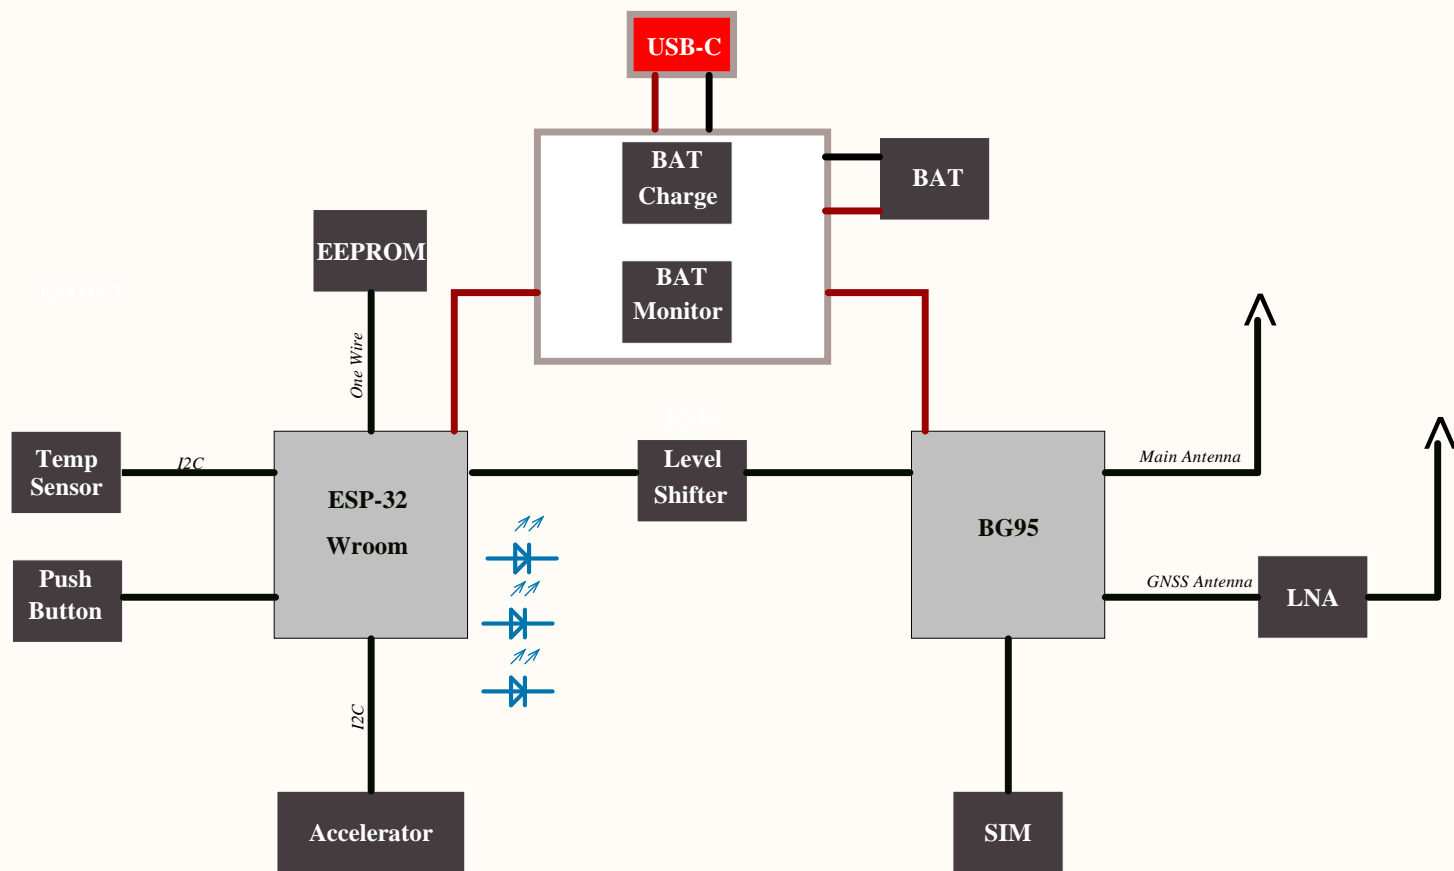 USB-C
BAT
Charge
BAT
EEPROM
BAT
Monitor
One Wire
Temp
Sensor
I2C
ESP-32
Wroom
Level
Shifter
BG95
Main Antenna
Push
Button
GNSS Antenna
LNA
I2C
Accelerator
SIM